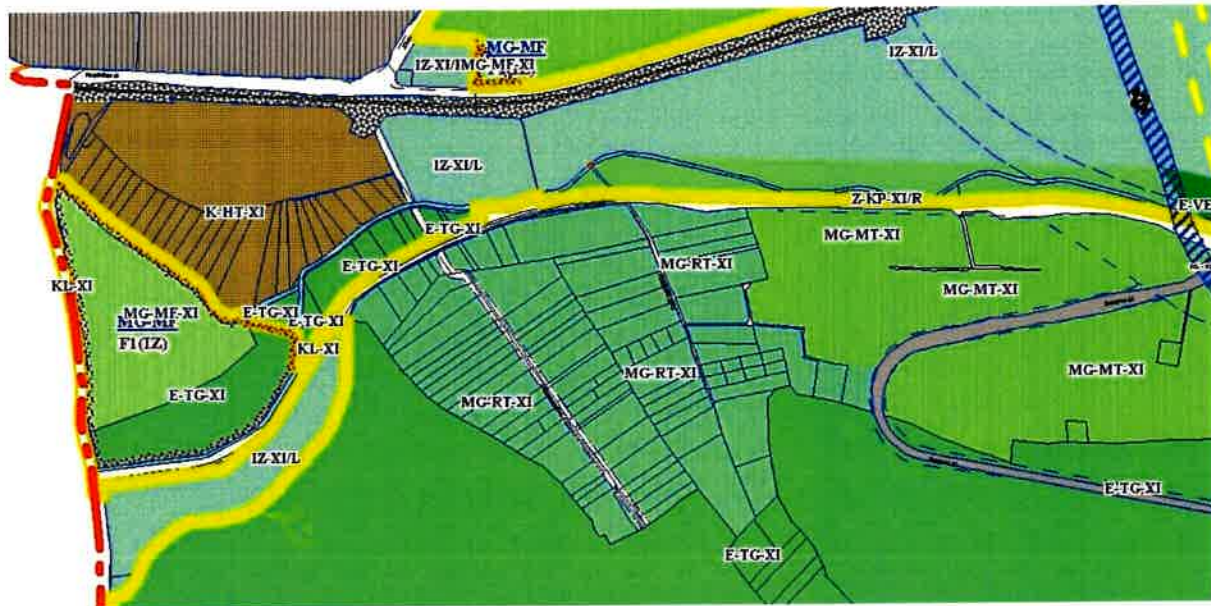 MG-MF
IZ-XI/IMG-MF-XI
IZ-XI/L
IZ-XI/L
K-HT-XI
E-TG-XI
Z-KP-XI/R
E-VE
MG-MT-XI
E-TG-XI
MG-RT-XI
KL-XI
MG-MT-XI
MG-MF-XI
MG-MF
E-TG-XI
E-TG-XI
F1(IZ)
KL-XI
MG-RT-XI
MG-MT-XI
E-TG-XI
MG-RT-XI
IZ-XI/L
E-TG-XI
E-TG-XI